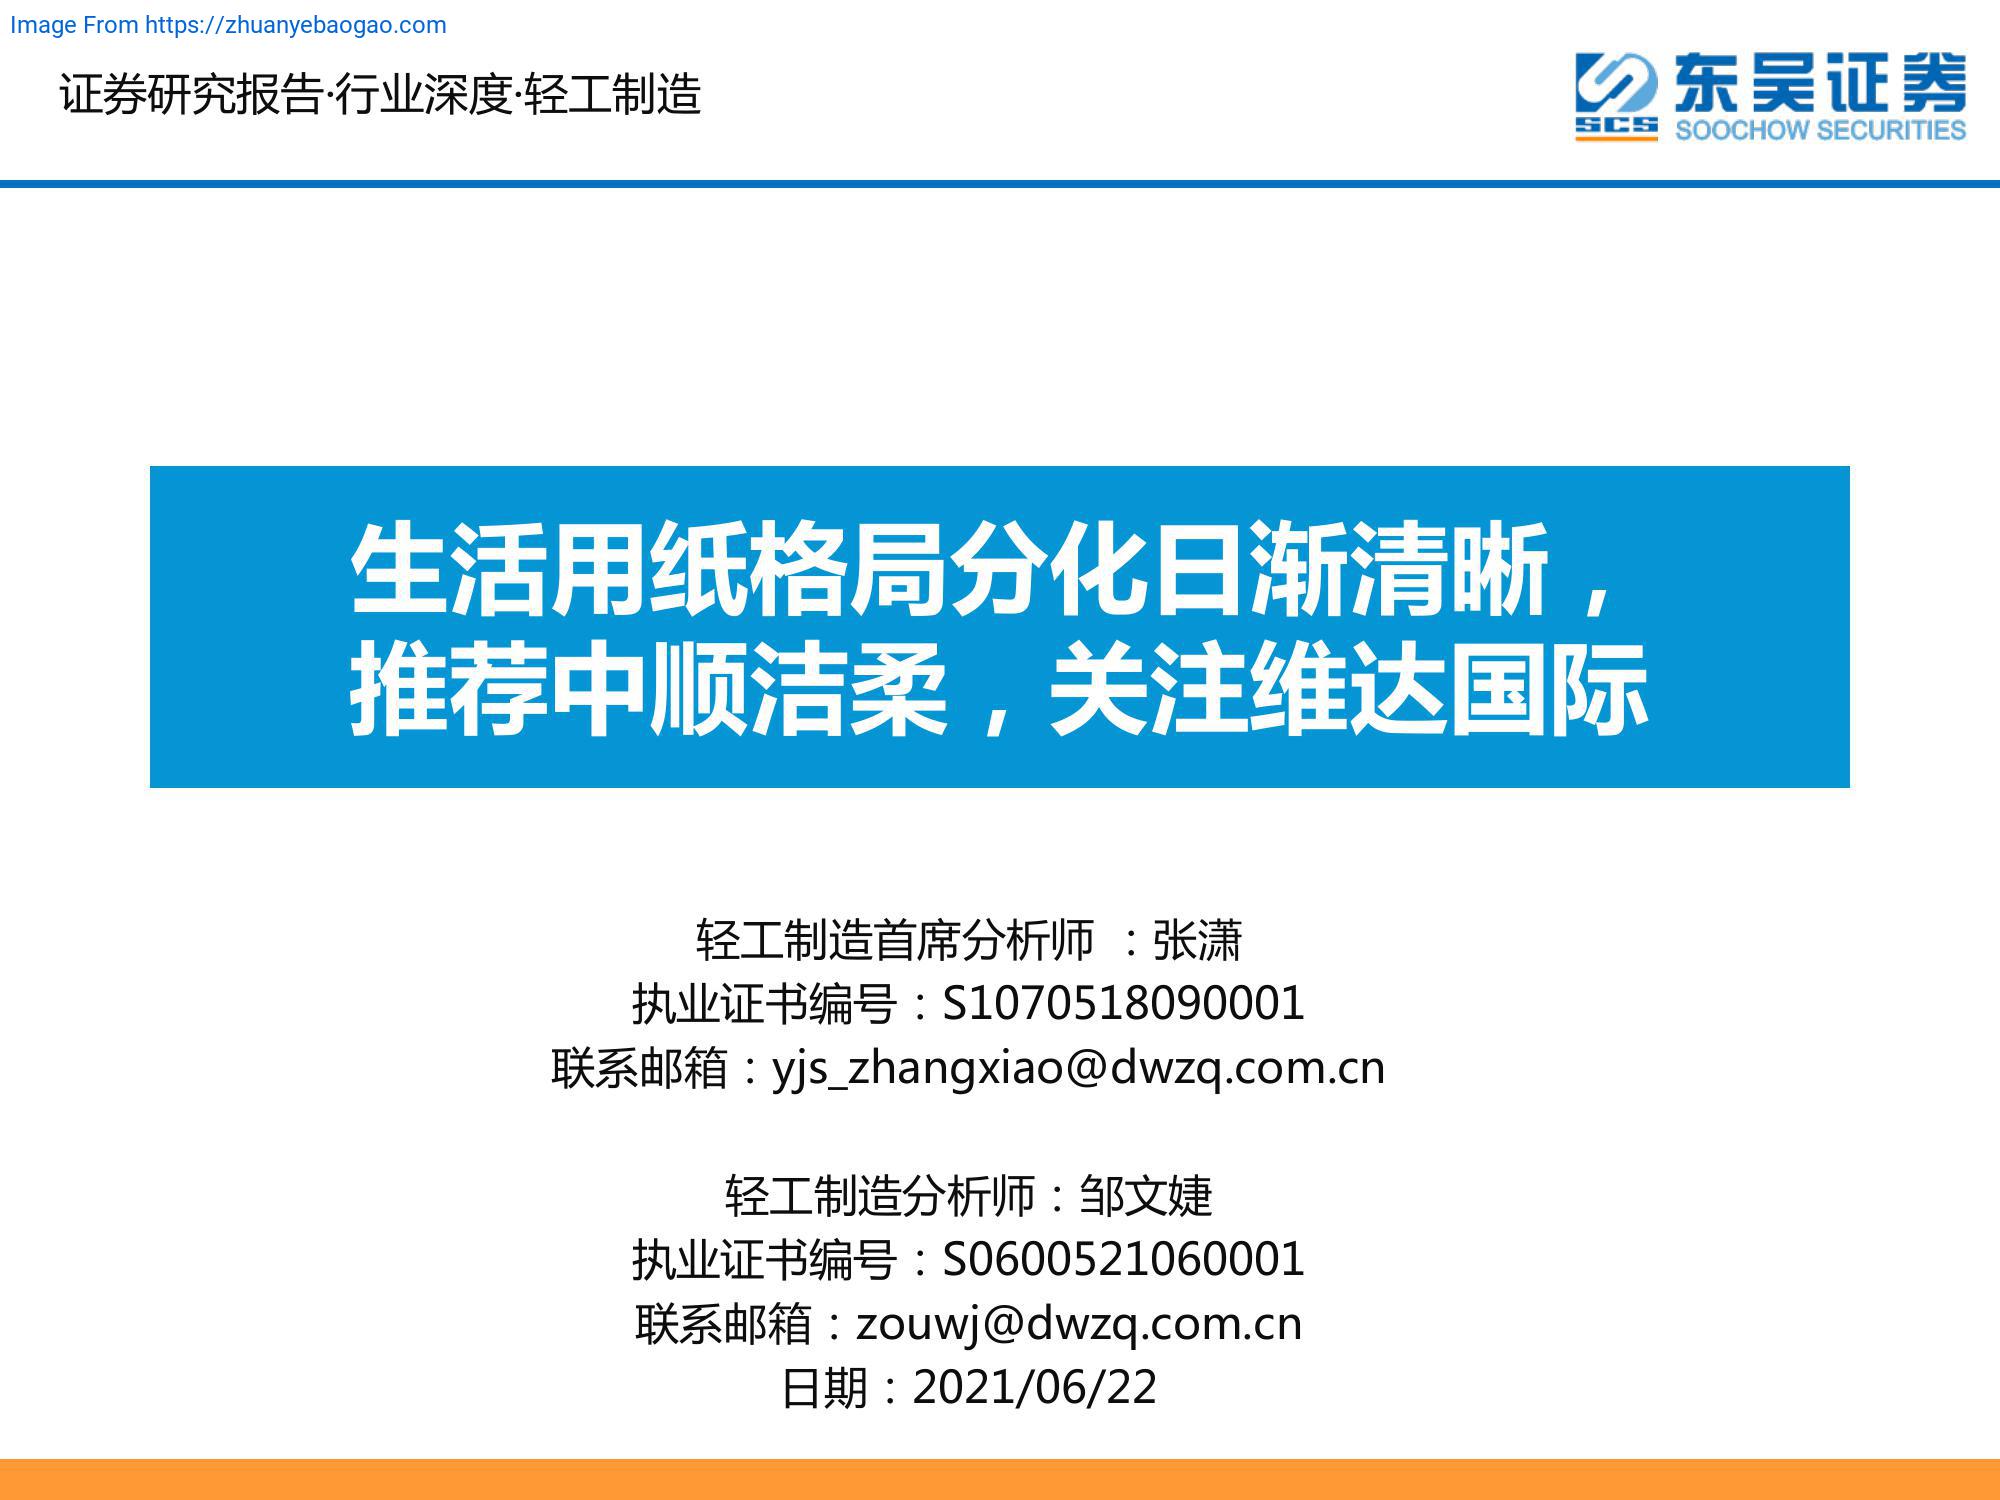 Image From https://zhuanyebaogao.com
证券研究报告·行业深度·轻工制造
东吴证券
SCS
SOOCHOW SECURITIES
生活用纸格局分化日渐清晰，
推荐中顺洁柔，关注维达国际
轻工制造首席分析师 ：张潇
执业证书编号：S1070518090001
联系邮箱：yjs_zhangxiao@dwzq.com.cn
轻工制造分析师：邹文婕
执业证书编号：S0600521060001
联系邮箱：zouwj@dwzq.com.cn
日期：2021/06/22